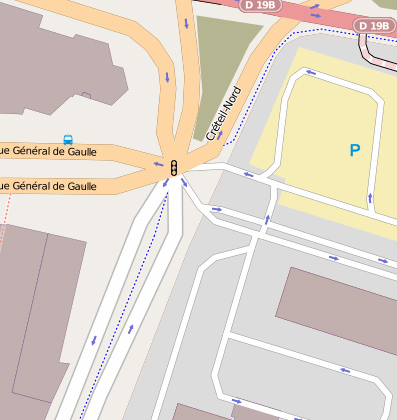 D 19B
D 19B
Créteil-Nord
ue Général de Gaulle
P
ue Général de Gaulle